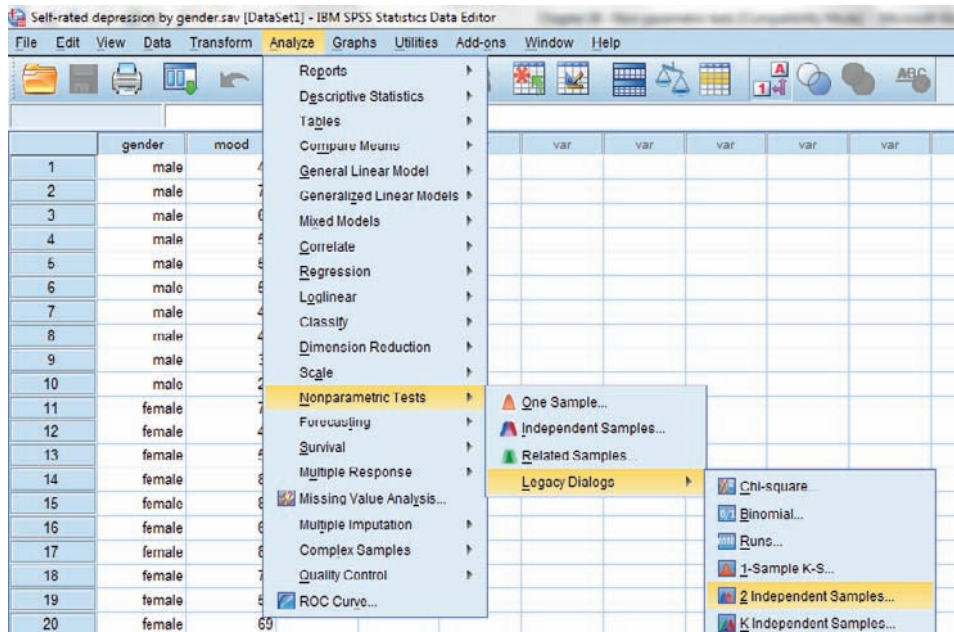 Self-rated depression by gender.sav [DataSet1] - IBM SPSS Statistics Data Editor
File Edit View Data Transform Analyze Graphs Utilities Add-ons Window Help
Reports
Descriptive Statistics
Tables
Compare Means
General Linear Model
Generalized Linear Models
Mixed Models
Correlate
Regression
Loglinear
Classify
Dimension Reduction
Scale
Nonparametric Tests
Forecasting
Survival
Multiple Response
Missing Value Analysis...
Multiple Imputation
Complex Samples
Quality Control
ROC Curve...
One Sample...
Independent Samples...
Related Samples...
Legacy Dialogs
Chi-square...
Binomial...
Runs...
1-Sample K-S...
2 Independent Samples...
K Independent Samples...
gender mood var var var var var
1 male
2 male
3 male
4 male
5 male
6 male
7 male
8 male
9 male
10 male
11 female
12 female
13 female
14 female
15 female
16 female
17 female
18 female
19 female
20 female 69